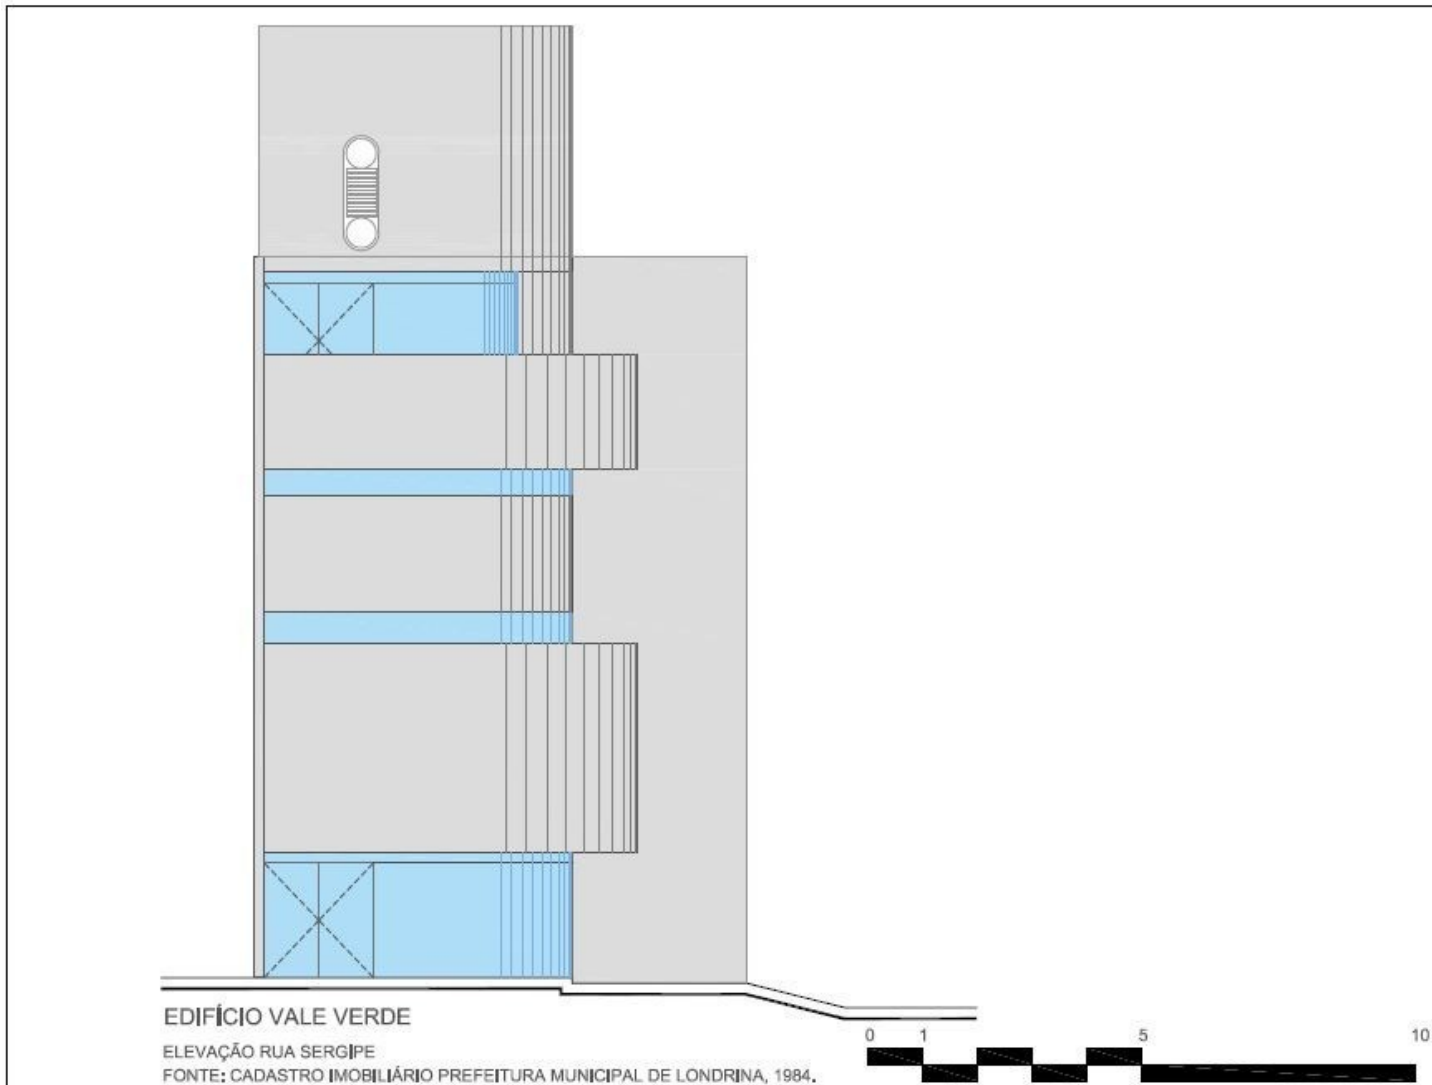 EDIFÍCIO VALE VERDE
ELEVAÇÃO RUA SERGIPE
FONTE: CADASTRO IMOBILIÁRIO PREFEITURA MUNICIPAL DE LONDRINA, 1984.
0 1 5 10